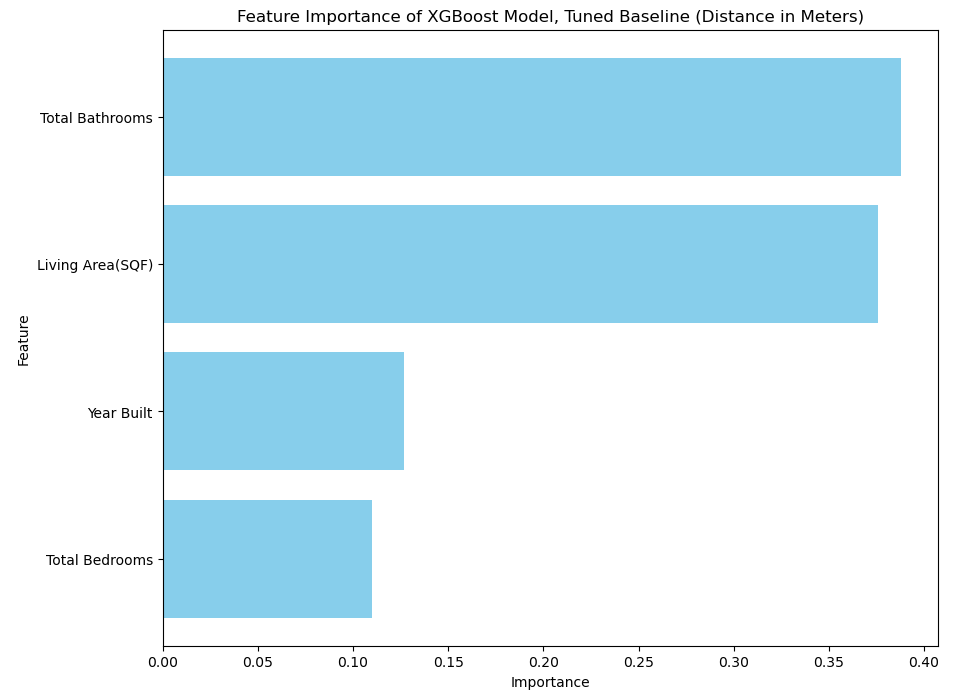 Feature Importance of XGBoost Model, Tuned Baseline (Distance in Meters)
Total Bathrooms
Living Area(SQF)
Year Built
Total Bedrooms
Feature
0.00 0.05 0.10 0.15 0.20 0.25 0.30 0.35 0.40
Importance